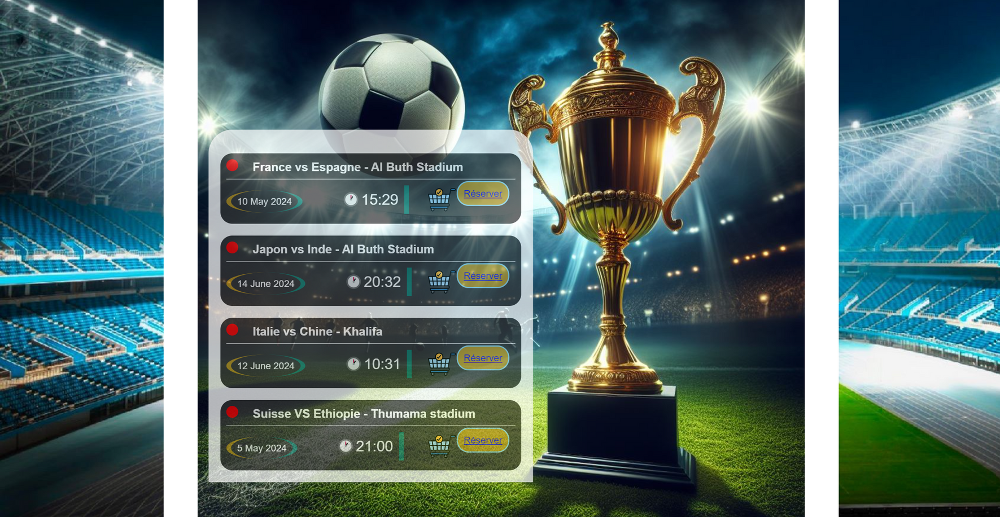 France vs Espagne - Al Buth Stadium
10 May 2024 15:29 Réserver
Japon vs Inde - Al Buth Stadium
14 June 2024 20:32 Réserver
Italie vs Chine - Khalifa
12 June 2024 10:31 Réserver
Suisse VS Ethiopie - Thumama stadium
5 May 2024 21:00 Réserver